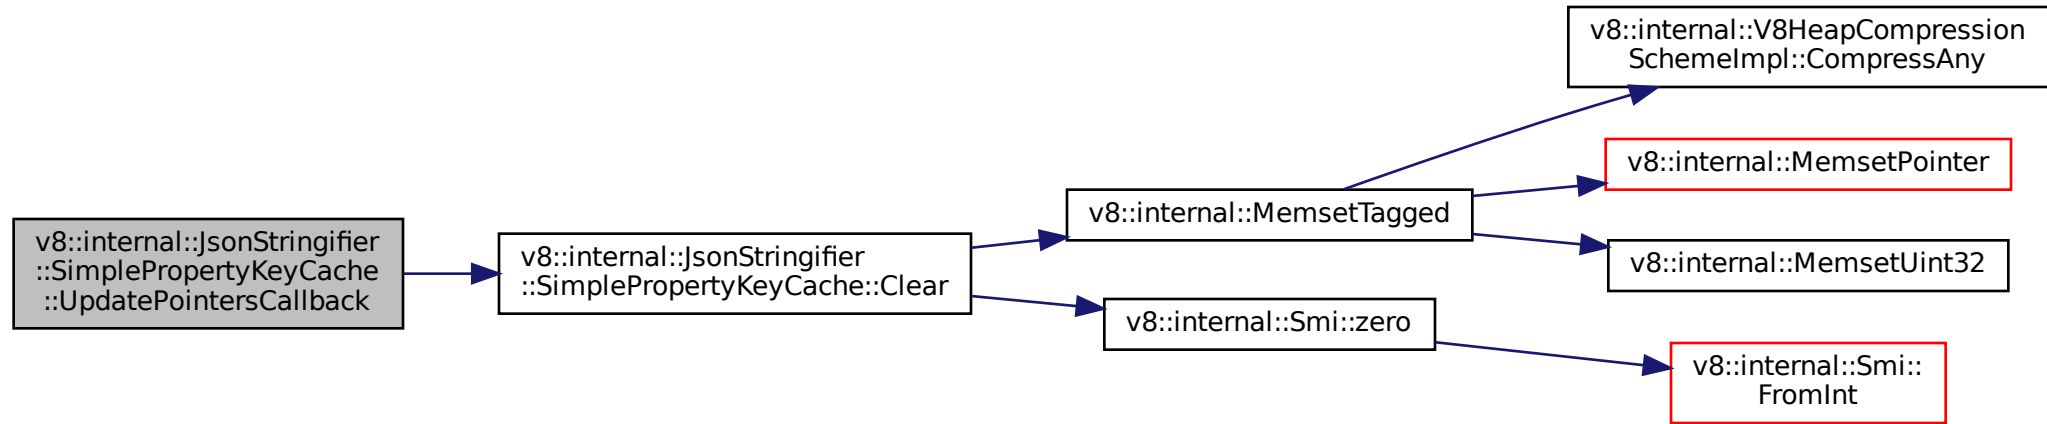 v8::internal::JsonStringifier
::SimplePropertyKeyCache
::UpdatePointersCallback
v8::internal::JsonStringifier
::SimplePropertyKeyCache::Clear
v8::internal::MemsetTagged
v8::internal::V8HeapCompression
SchemeImpl::CompressAny
v8::internal::MemsetPointer
v8::internal::MemsetUint32
v8::internal::Smi::zero
v8::internal::Smi::
FromInt